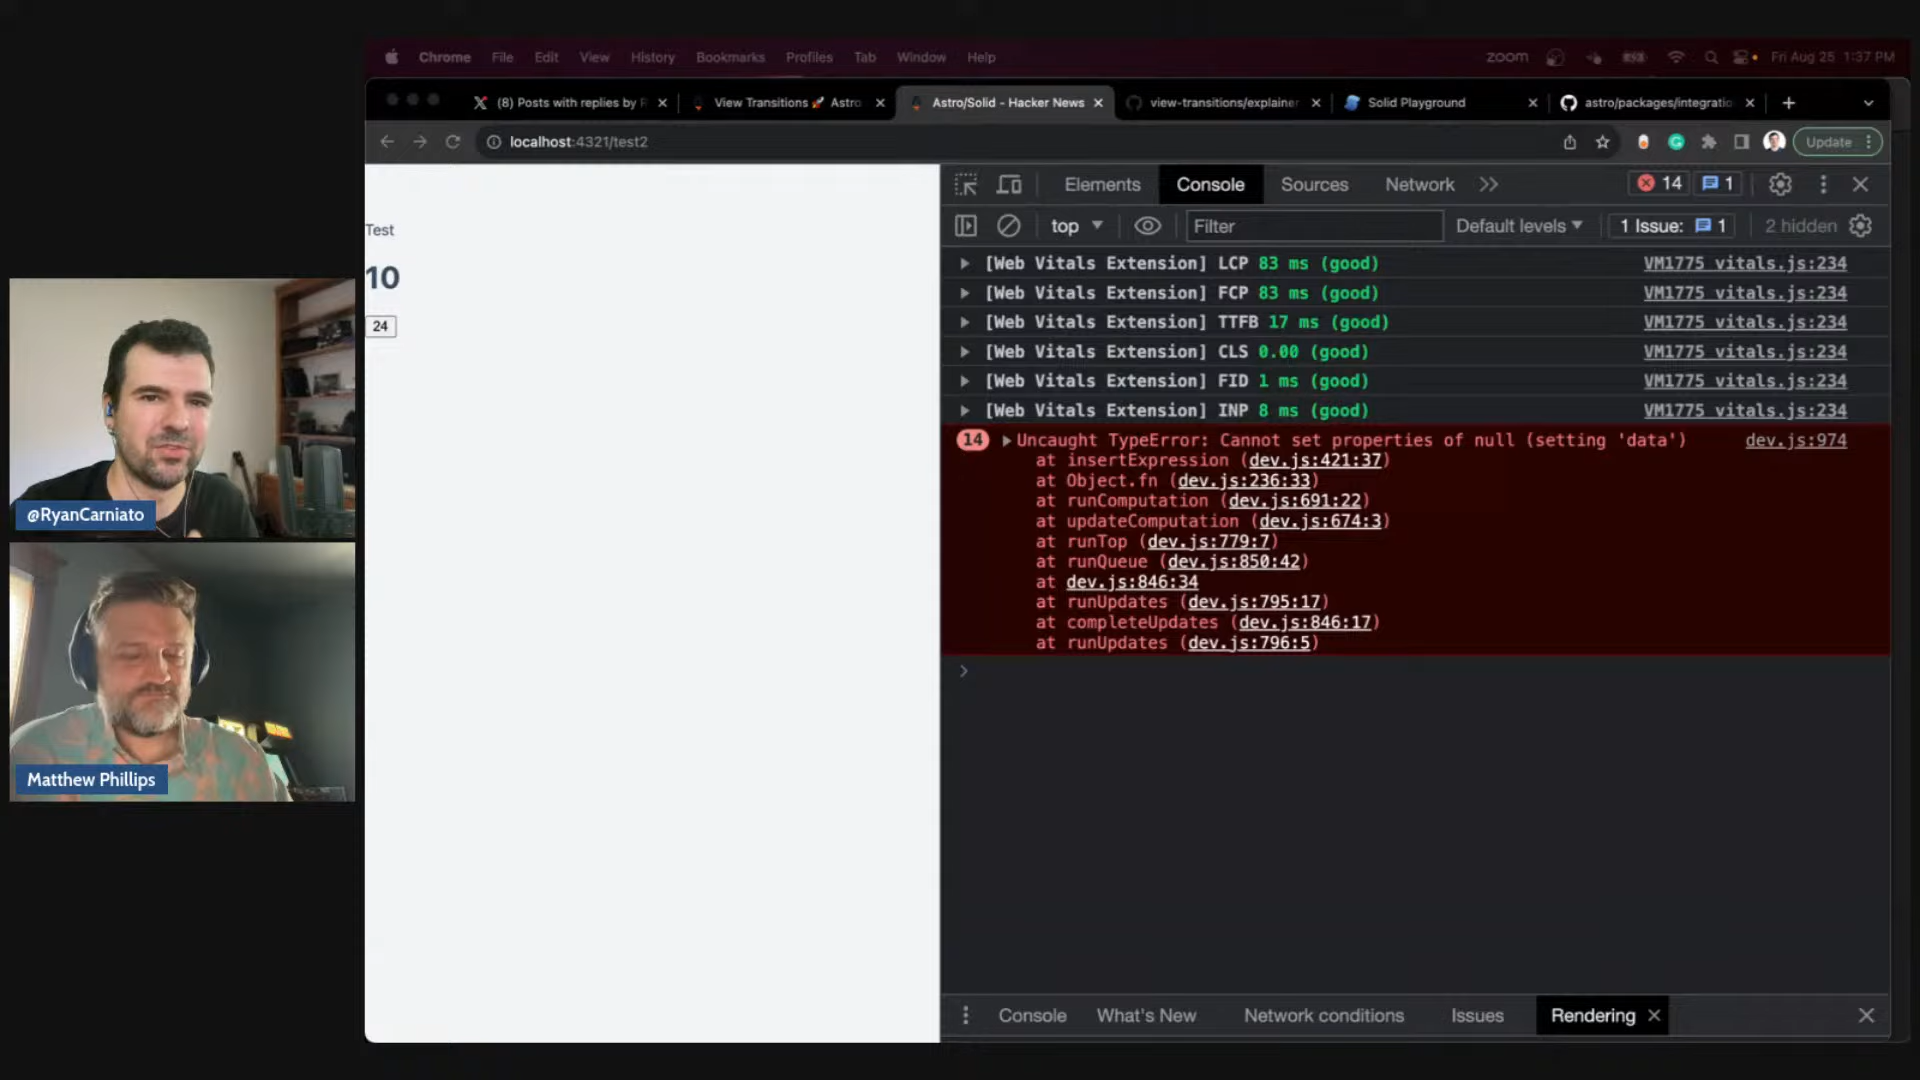 Chrome File Edit View History Bookmarks Profiles Tab Window Help zoom Fri Aug 25 1:37 PM
(8) Posts with replies by R View Transitions 🚀 Astro Astro/Solid - Hacker News view-transitions/explainer Solid Playground astro/packages/integratio
localhost:4321/test2 Update
Elements Console Sources Network 14 1
top Filter Default levels 1 Issue: 1 2 hidden
Test
10
24
[Web Vitals Extension] LCP 83 ms (good) VM1775 vitals.js:234
[Web Vitals Extension] FCP 83 ms (good) VM1775 vitals.js:234
[Web Vitals Extension] TTFB 17 ms (good) VM1775 vitals.js:234
[Web Vitals Extension] CLS 0.00 (good) VM1775 vitals.js:234
[Web Vitals Extension] FID 1 ms (good) VM1775 vitals.js:234
[Web Vitals Extension] INP 8 ms (good) VM1775 vitals.js:234
14 Uncaught TypeError: Cannot set properties of null (setting 'data') dev.js:974
at insertExpression (dev.js:421:37)
at Object.fn (dev.js:236:33)
at runComputation (dev.js:691:22)
at updateComputation (dev.js:674:3)
at runTop (dev.js:779:7)
at runQueue (dev.js:850:42)
at dev.js:846:34
at runUpdates (dev.js:795:17)
at completeUpdates (dev.js:846:17)
at runUpdates (dev.js:796:5)
@RyanCarniato
Matthew Phillips
Console What's New Network conditions Issues Rendering